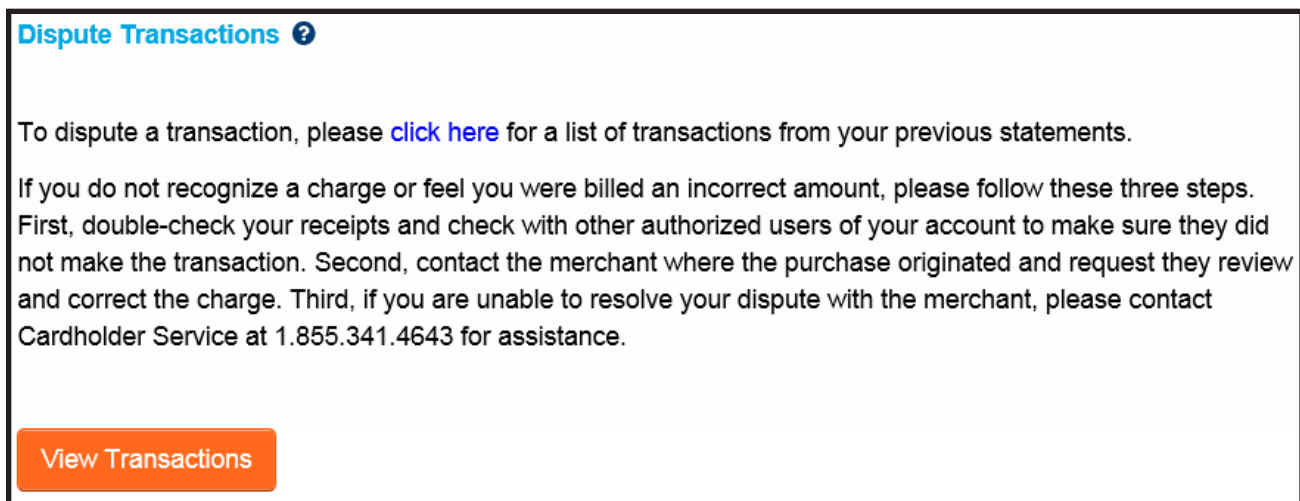 Dispute Transactions ?
To dispute a transaction, please click here for a list of transactions from your previous statements.
If you do not recognize a charge or feel you were billed an incorrect amount, please follow these three steps.
First, double-check your receipts and check with other authorized users of your account to make sure they did
not make the transaction. Second, contact the merchant where the purchase originated and request they review
and correct the charge. Third, if you are unable to resolve your dispute with the merchant, please contact
Cardholder Service at 1.855.341.4643 for assistance.
View Transactions